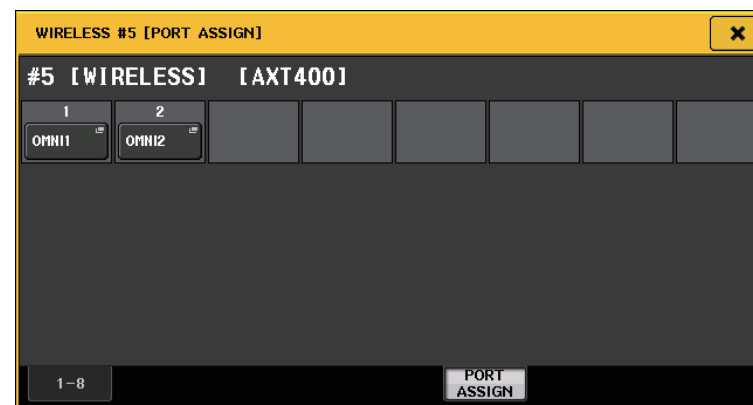 WIRELESS #5 [PORT ASSIGN]
#5 [WIRELESS] [AXT400]
1 2
OMNI1 OMNI2
1-8
PORT
ASSIGN